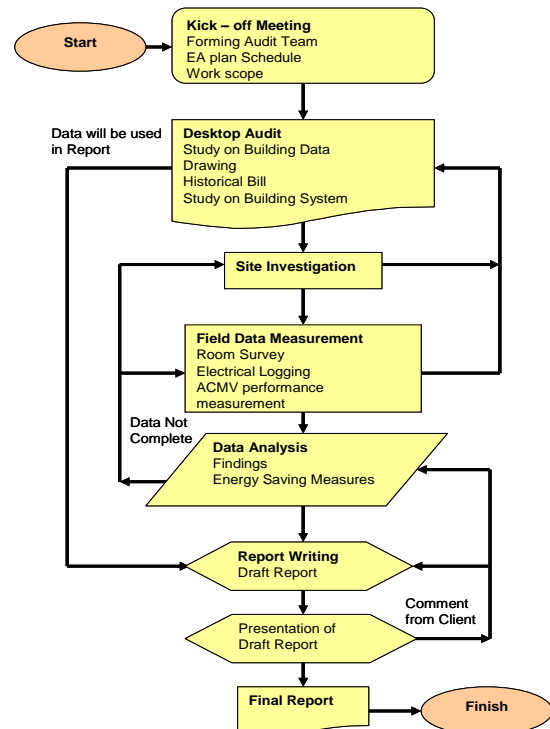 Start
Kick – off Meeting
Forming Audit Team
EA plan Schedule
Work scope
Data will be used
in Report
Desktop Audit
Study on Building Data
Drawing
Historical Bill
Study on Building System
Site Investigation
Field Data Measurement
Room Survey
Electrical Logging
ACMV performance
measurement
Data Not
Complete
Data Analysis
Findings
Energy Saving Measures
Report Writing
Draft Report
Comment
from Client
Presentation of
Draft Report
Final Report
Finish